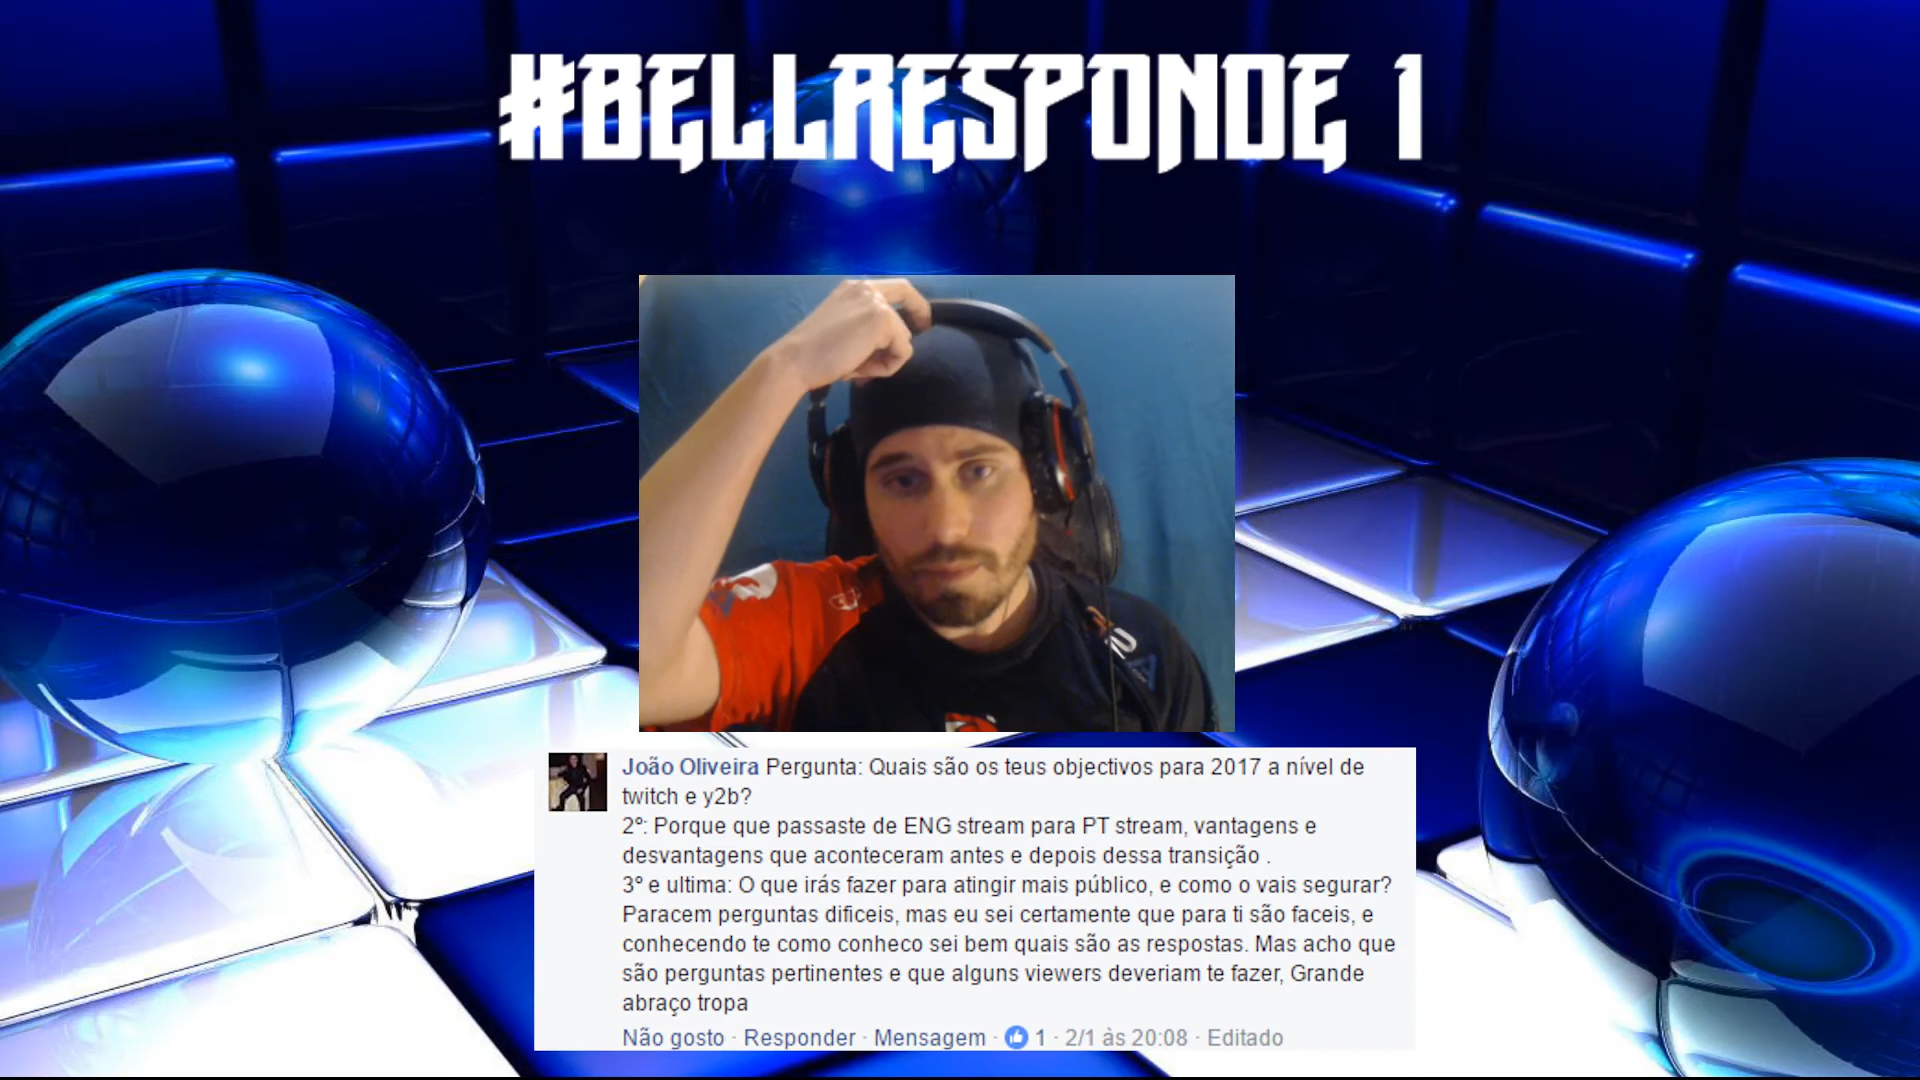 #BELLRESPONDE 1
João Oliveira Pergunta: Quais são os teus objectivos para 2017 a nível de
twitch e y2b?
2º: Porque que passaste de ENG stream para PT stream, vantagens e
desvantagens que aconteceram antes e depois dessa transição .
3º e ultima: O que irás fazer para atingir mais público, e como o vais segurar?
Paracem perguntas dificeis, mas eu sei certamente que para ti são faceis, e
conhecendo te como conheco sei bem quais são as respostas. Mas acho que
são perguntas pertinentes e que alguns viewers deveriam te fazer, Grande
abraço tropa
Não gosto · Responder · Mensagem · 1 · 2/1 às 20:08 · Editado